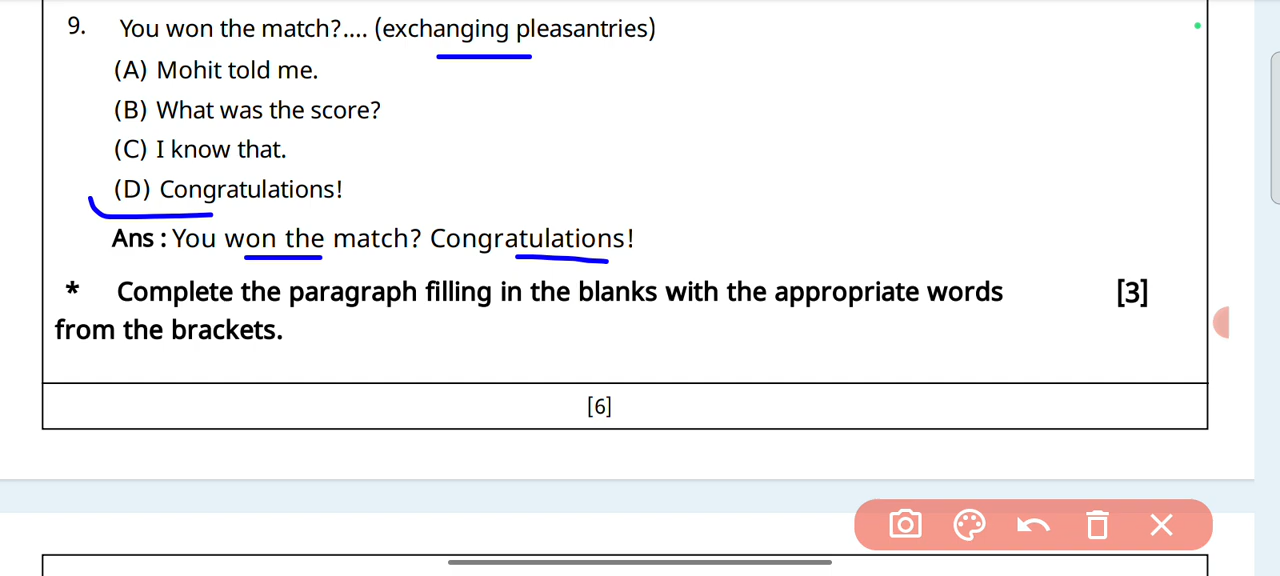 9. You won the match?.... (exchanging pleasantries)
(A) Mohit told me.
(B) What was the score?
(C) I know that.
(D) Congratulations!
Ans : You won the match? Congratulations!
* Complete the paragraph filling in the blanks with the appropriate words [3]
from the brackets.
[6]